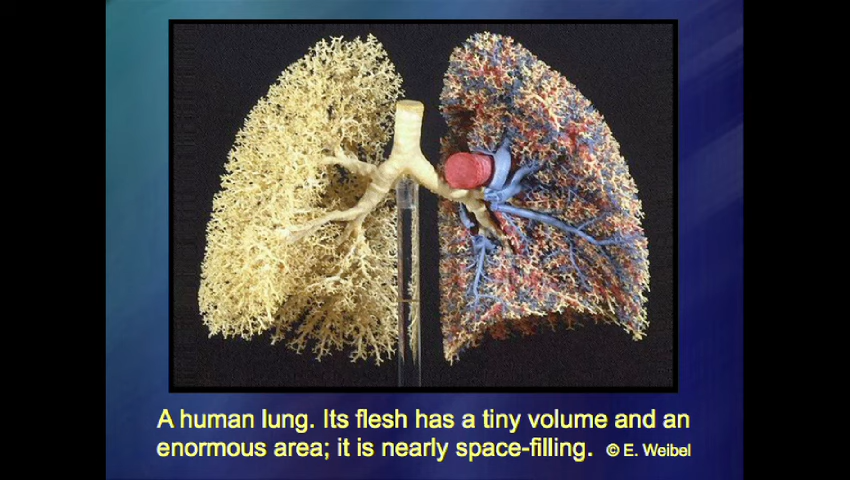 A human lung. Its flesh has a tiny volume and an
enormous area; it is nearly space-filling. © E. Weibel